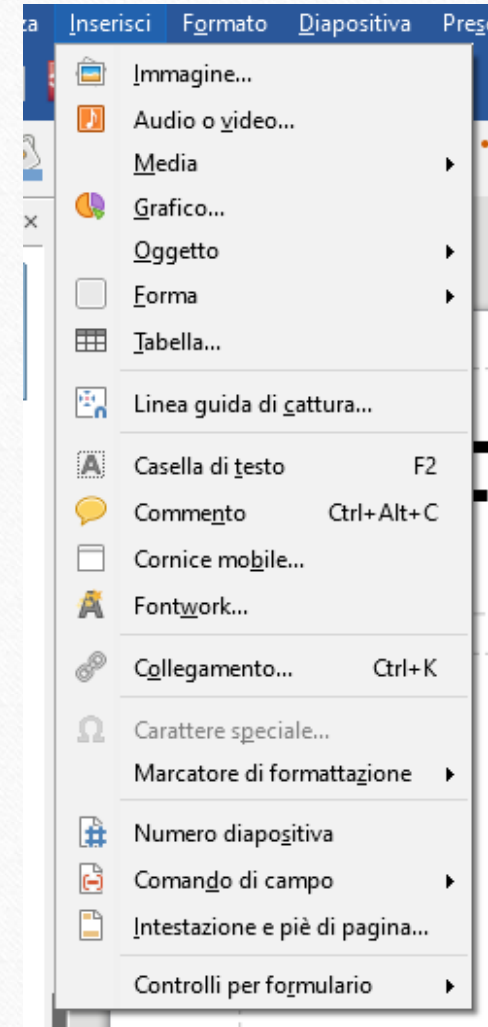 za Inserisci Formato Diapositiva Pres
Immagine...
Audio o video...
Media
Grafico...
Oggetto
Forma
Tabella...
Linea guida di cattura...
Casella di testo F2
Commento Ctrl+Alt+C
Cornice mobile...
Fontwork...
Collegamento... Ctrl+K
Carattere speciale...
Marcatore di formattazione
Numero diapositiva
Comando di campo
Intestazione e piè di pagina...
Controlli per formulario